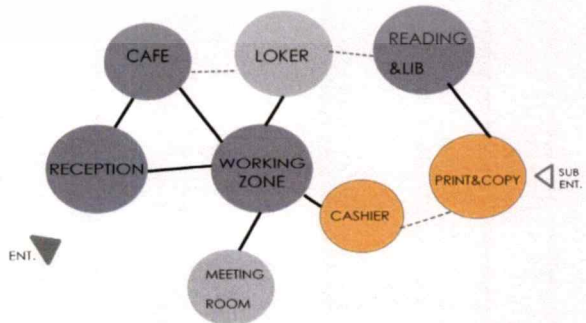 CAFE
LOKER
READING
&LIB
RECEPTION
WORKING
ZONE
PRINT&COPY
SUB
ENT.
CASHIER
ENT.
MEETING
ROOM